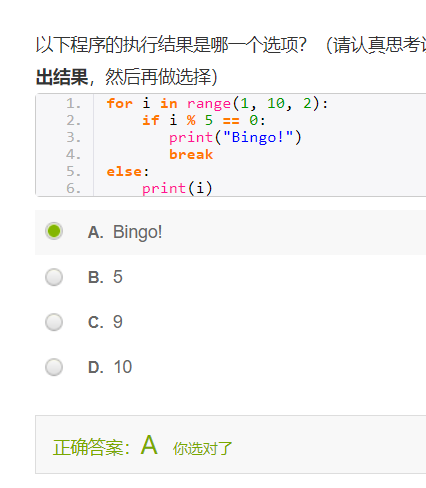 以下程序的执行结果是哪一个选项？（请认真思考
出结果，然后再做选择）
1. for i in range(1, 10, 2):
2.     if i % 5 == 0:
3.        print("Bingo!")
4.        break
5. else:
6.     print(i)
A. Bingo!
B. 5
C. 9
D. 10
正确答案：A 你选对了